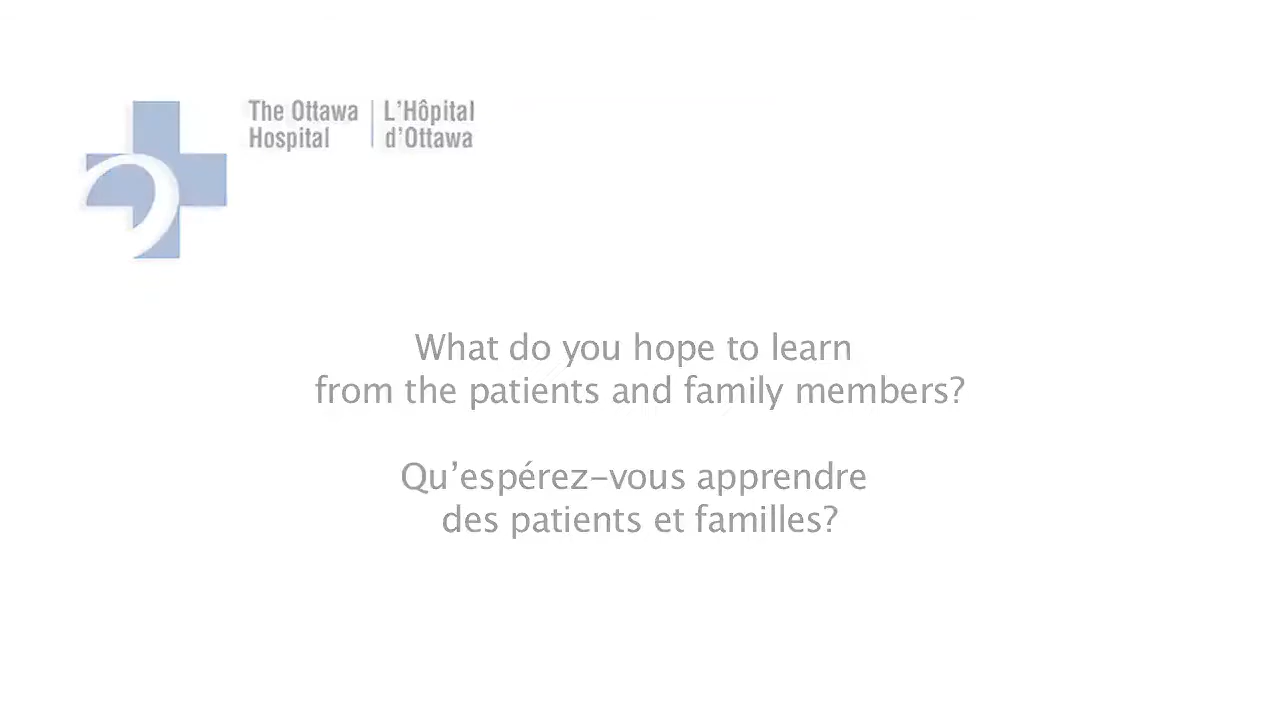 The Ottawa Hospital
L'Hôpital d'Ottawa
What do you hope to learn
from the patients and family members?
Qu'espérez-vous apprendre
des patients et familles?